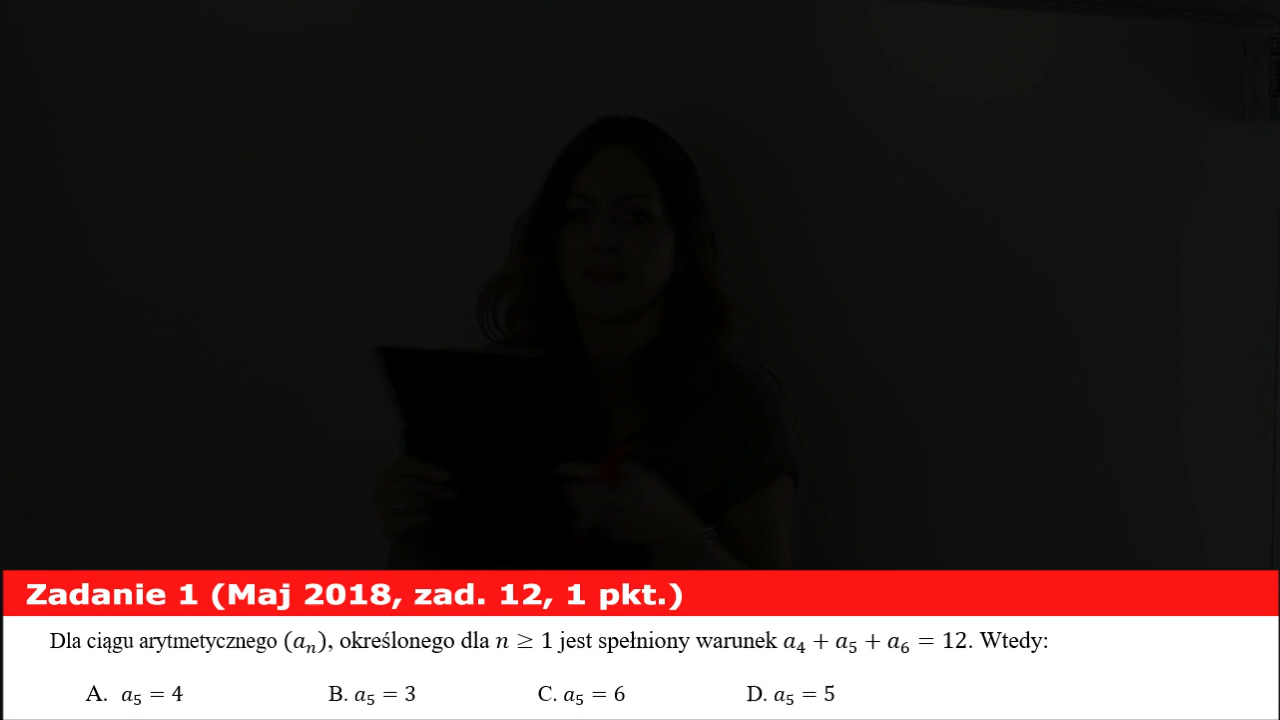 Zadanie 1 (Maj 2018, zad. 12, 1 pkt.)
Dla ciągu arytmetycznego (aₙ), określonego dla n ≥ 1 jest spełniony warunek a₄ + a₅ + a₆ = 12. Wtedy:
A. a₅ = 4 B. a₅ = 3 C. a₅ = 6 D. a₅ = 5